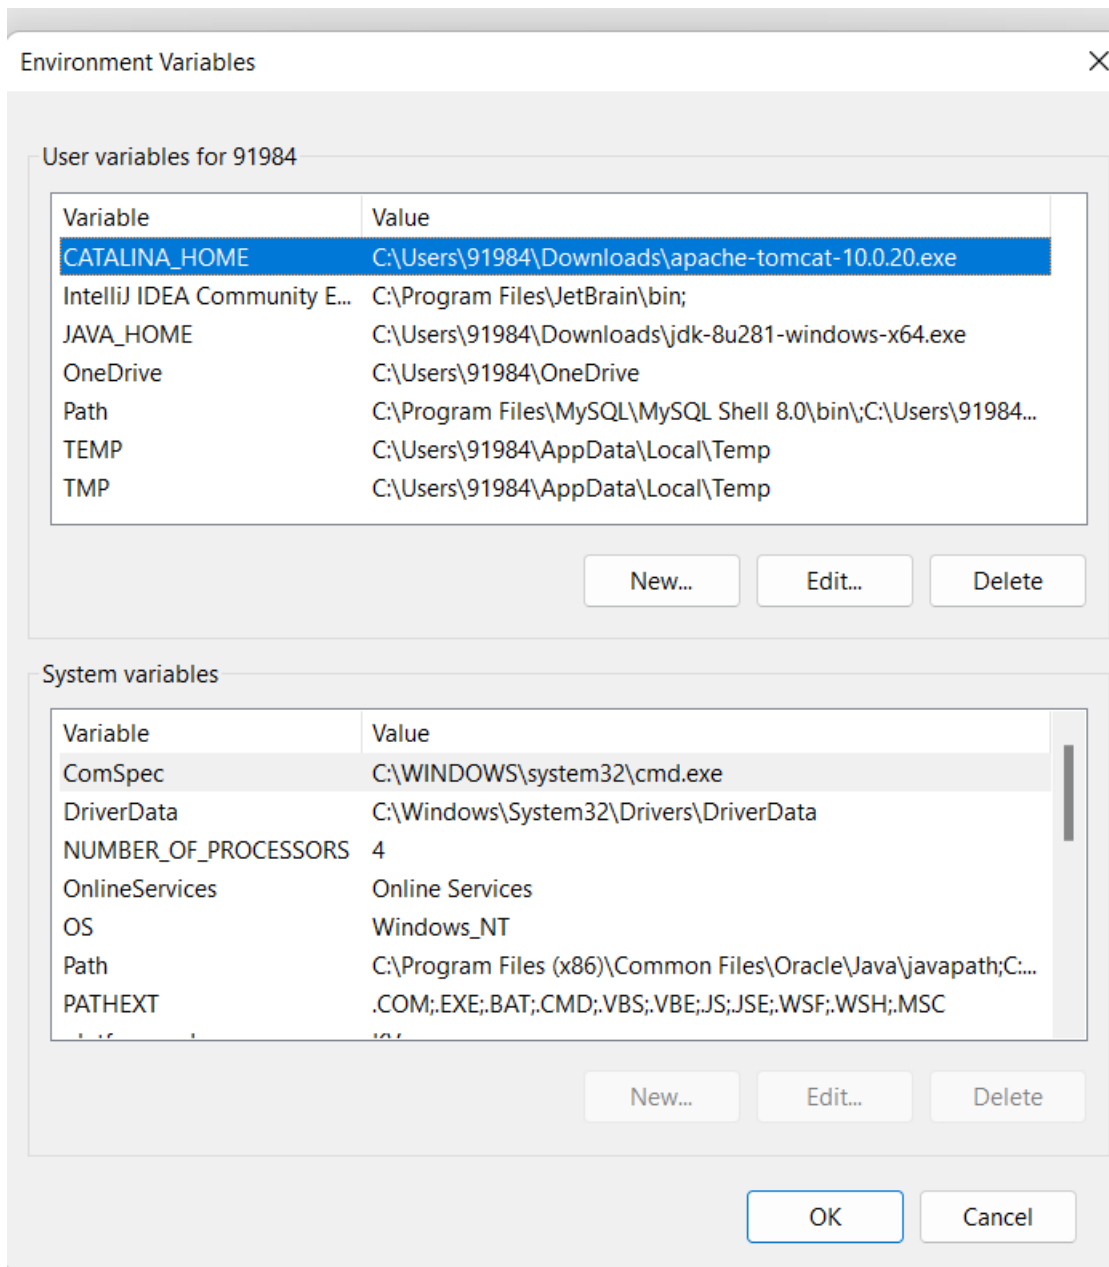 Environment Variables
User variables for 91984
Variable Value
CATALINA_HOME C:\Users\91984\Downloads\apache-tomcat-10.0.20.exe
IntelliJ IDEA Community E... C:\Program Files\JetBrain\bin;
JAVA_HOME C:\Users\91984\Downloads\jdk-8u281-windows-x64.exe
OneDrive C:\Users\91984\OneDrive
Path C:\Program Files\MySQL\MySQL Shell 8.0\bin\;C:\Users\91984...
TEMP C:\Users\91984\AppData\Local\Temp
TMP C:\Users\91984\AppData\Local\Temp
New... Edit... Delete
System variables
Variable Value
ComSpec C:\WINDOWS\system32\cmd.exe
DriverData C:\Windows\System32\Drivers\DriverData
NUMBER_OF_PROCESSORS 4
OnlineServices Online Services
OS Windows_NT
Path C:\Program Files (x86)\Common Files\Oracle\Java\javapath;C:...
PATHEXT .COM;.EXE;.BAT;.CMD;.VBS;.VBE;.JS;.JSE;.WSF;.WSH;.MSC
New... Edit... Delete
OK Cancel